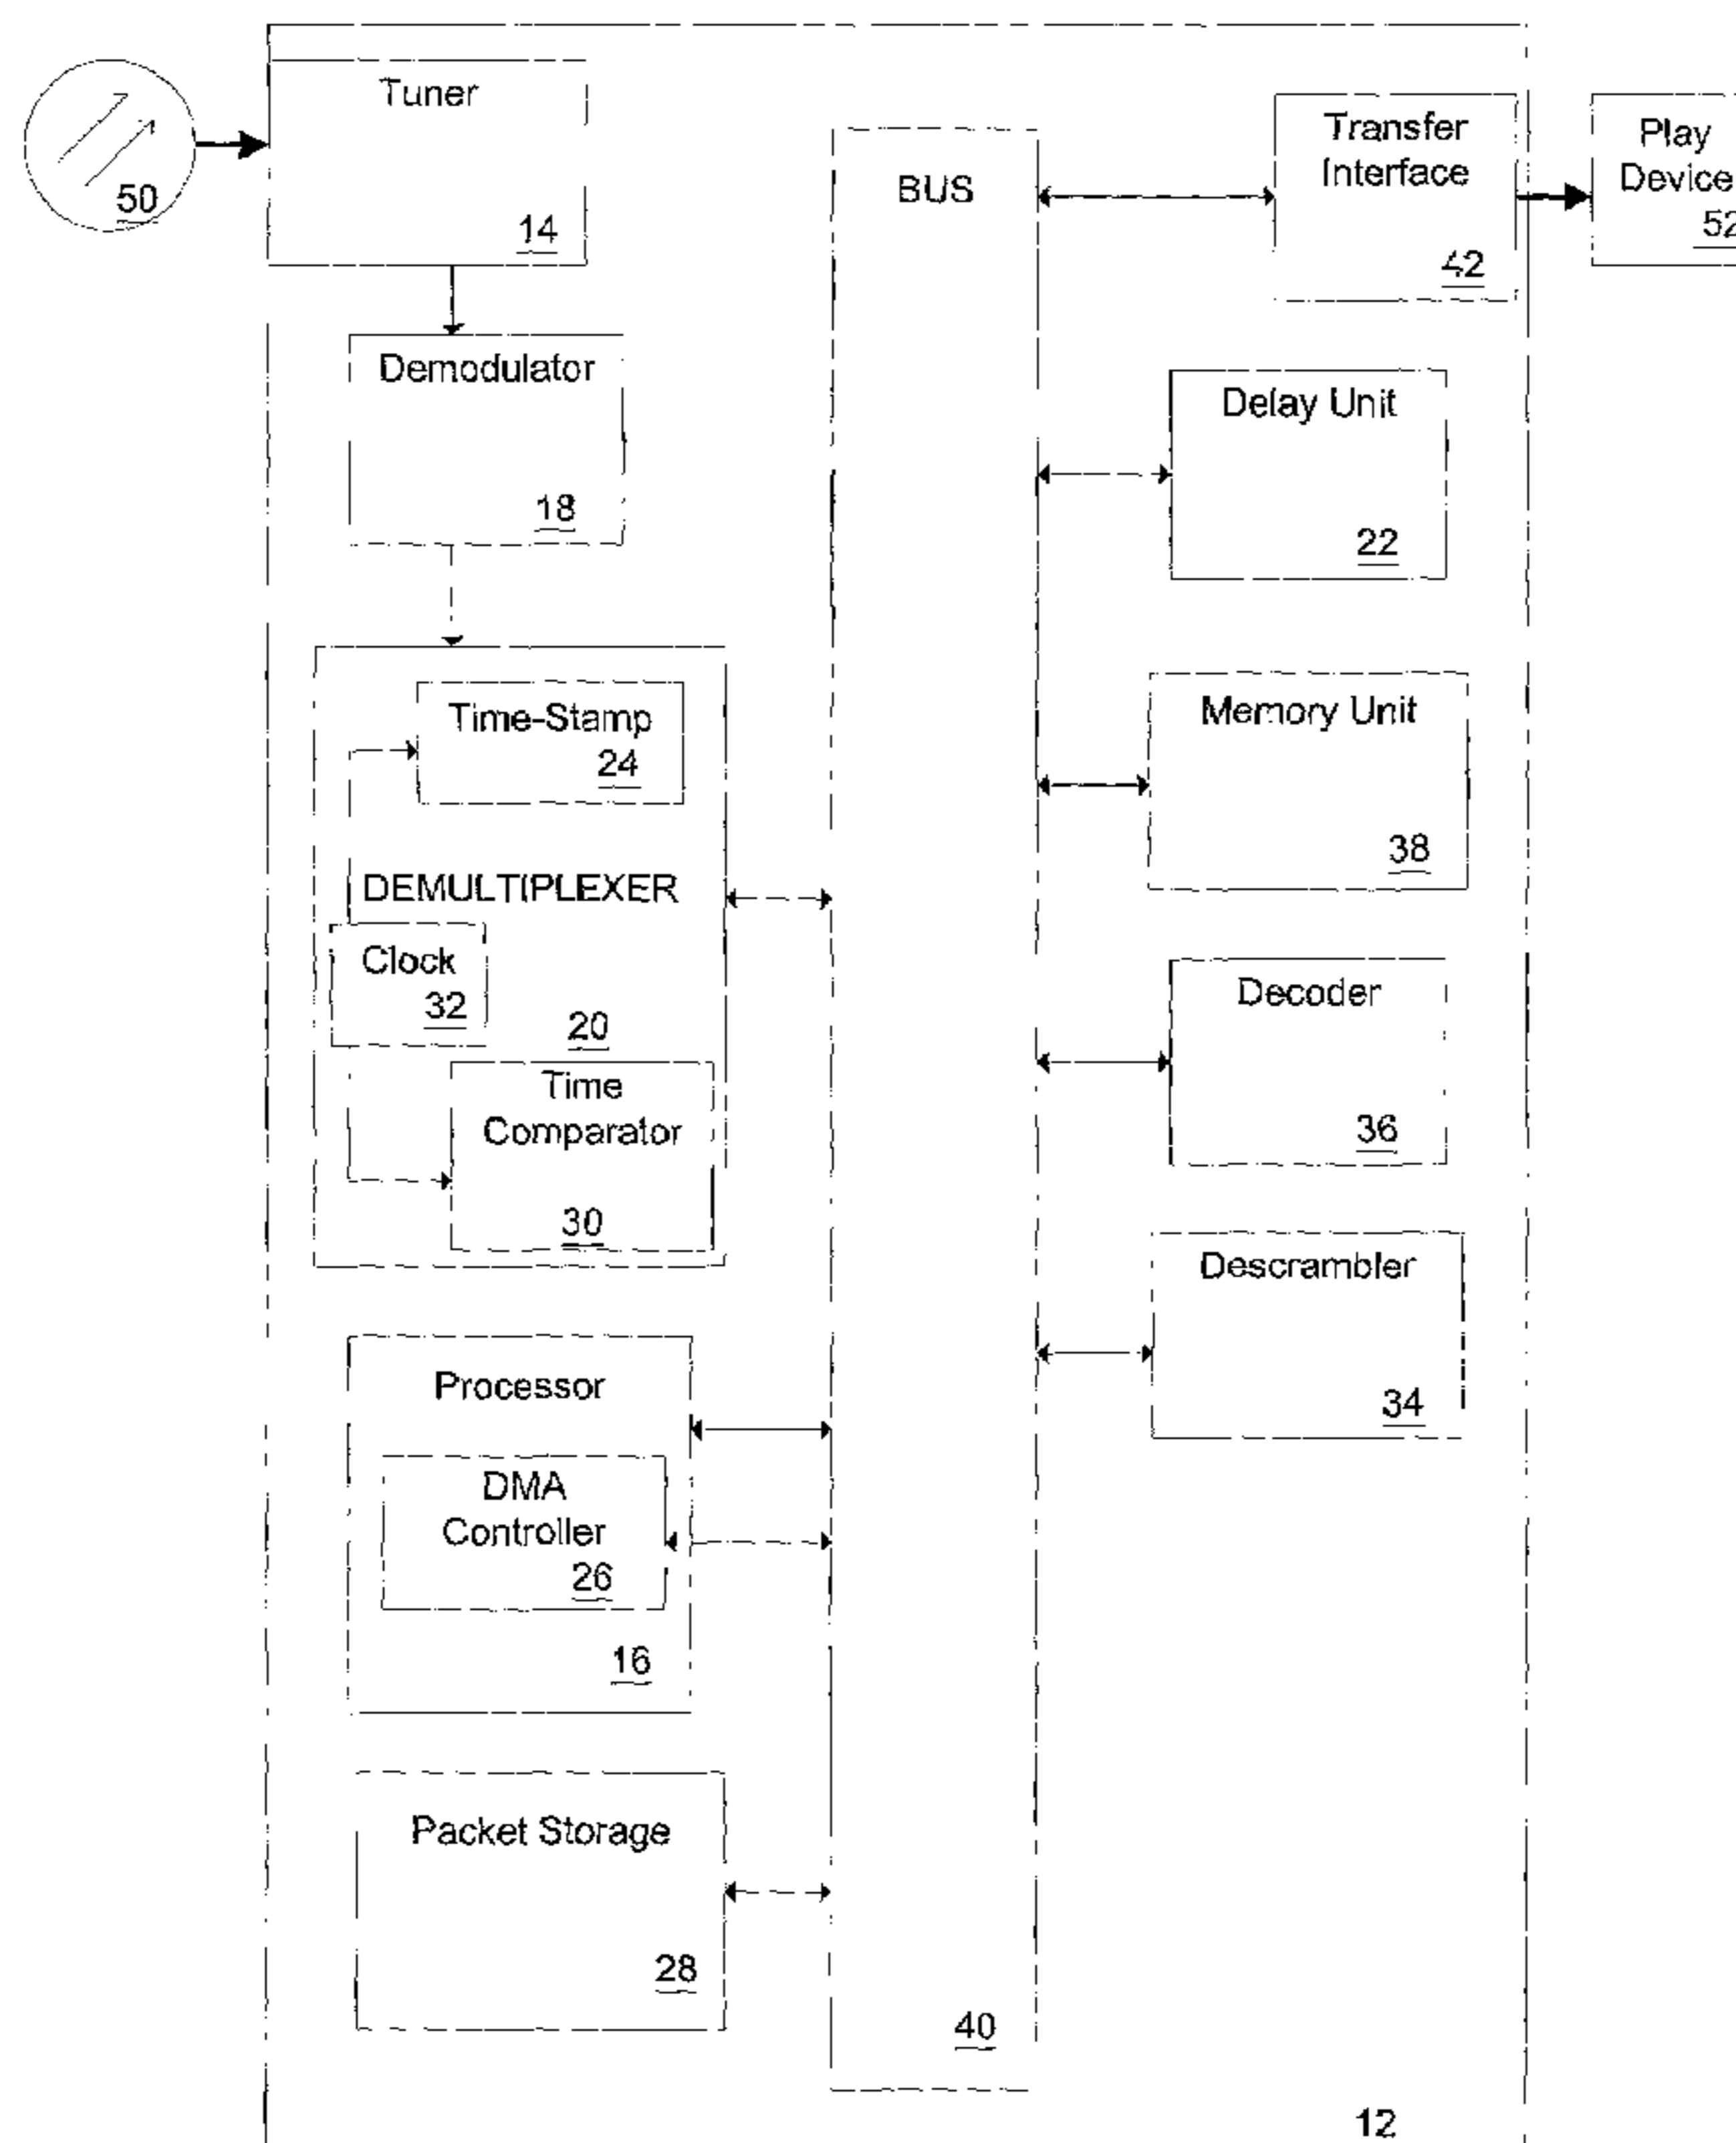 50
Tuner
14
Demodulator
18
Time-Stamp
24
DEMULTIPLEXER
Clock
32
20
Time
Comparator
30
Processor
DMA
Controller
26
16
Packet Storage
28
BUS
40
Transfer
Interface
42
Play
Device
52
Delay Unit
22
Memory Unit
38
Decoder
36
Descrambler
34
12